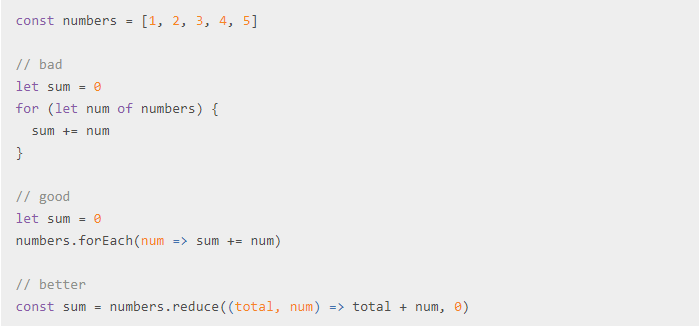 const numbers = [1, 2, 3, 4, 5]
// bad
let sum = 0
for (let num of numbers) {
  sum += num
}
// good
let sum = 0
numbers.forEach(num => sum += num)
// better
const sum = numbers.reduce((total, num) => total + num, 0)